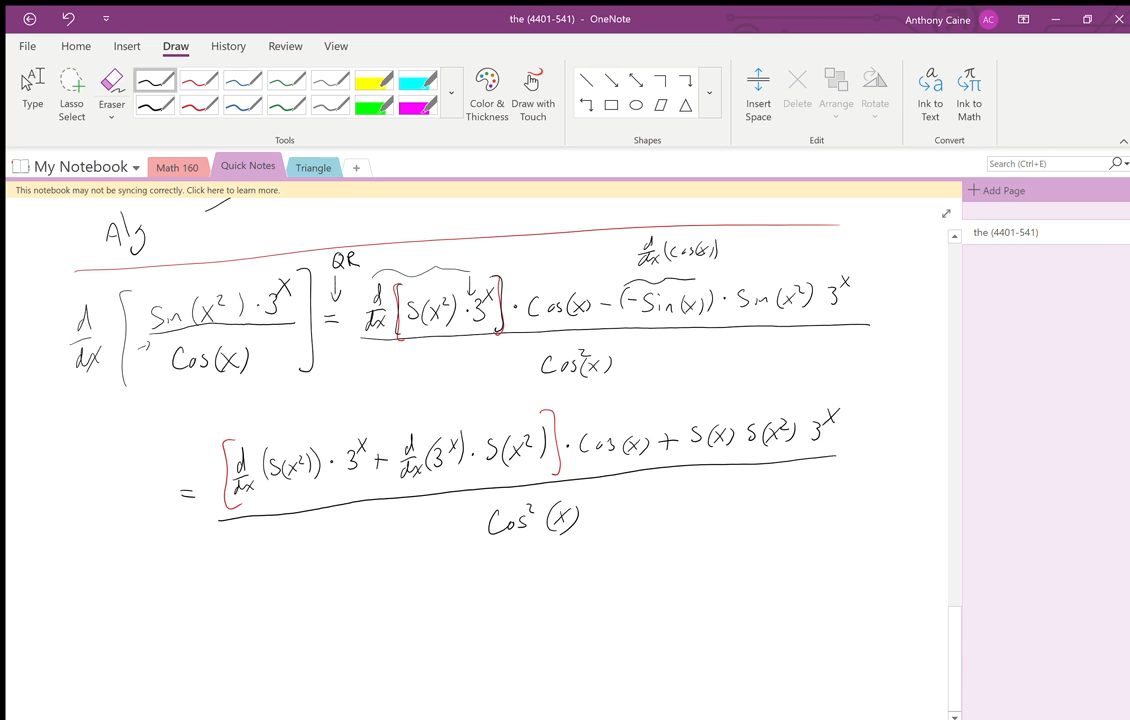 the (4401-541) - OneNote
Anthony Caine AC
File Home Insert Draw History Review View
Type Lasso Select Eraser Color & Thickness Draw with Touch Insert Space Delete Arrange Rotate Ink to Text Ink to Math
Tools Shapes Edit Convert
My Notebook Math 160 Quick Notes Triangle + Search (Ctrl+E)
This notebook may not be syncing correctly. Click here to learn more.
+ Add Page
the (4401-541)
Alg
d/dx [ Sin(x²) · 3^x / Cos(x) ] QR ↓ = ( d/dx [ S(x²) · 3^x ] · Cos(x) - (-Sin(x)) · Sin(x²) 3^x ) / Cos²(x)
d/dx (Cos(x))
= ( [ d/dx (S(x²)) · 3^x + d/dx (3^x) · S(x²) ] · Cos(x) + S(x) S(x²) 3^x ) / Cos²(x)